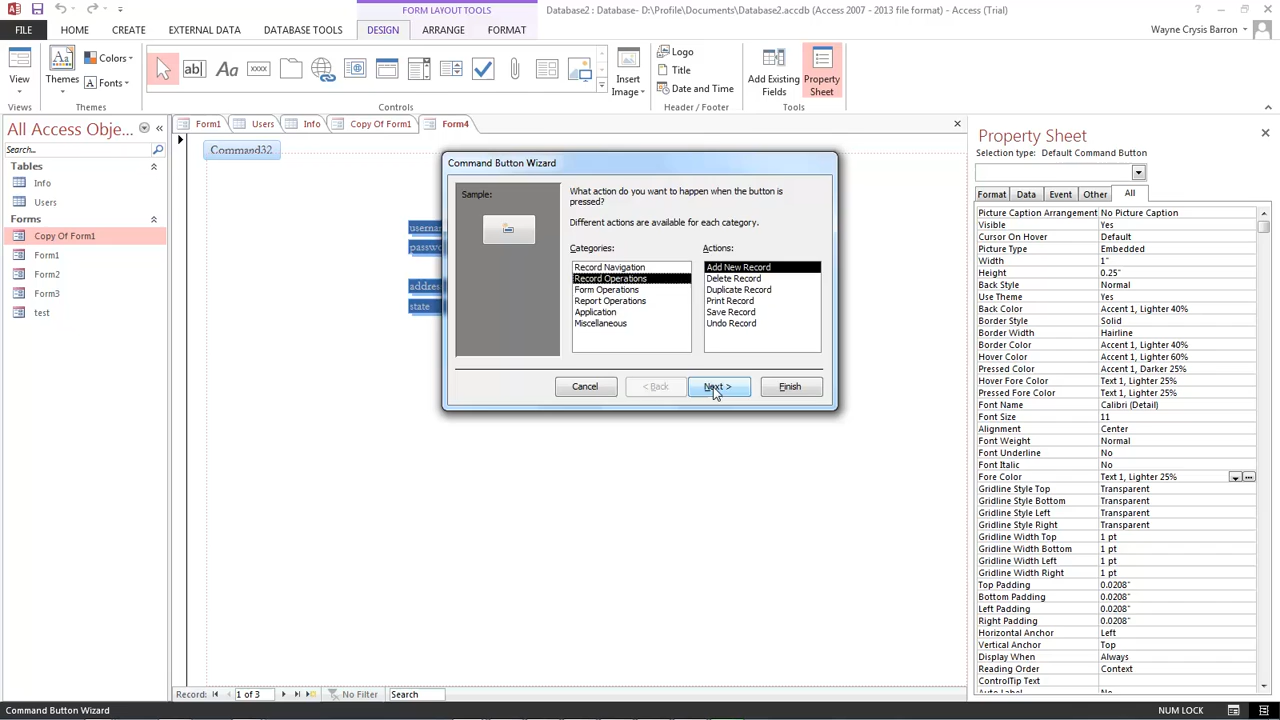 FORM LAYOUT TOOLS
Database2 : Database- D:\Profile\Documents\Database2.accdb (Access 2007 - 2013 file format) - Access (Trial)
FILE HOME CREATE EXTERNAL DATA DATABASE TOOLS DESIGN ARRANGE FORMAT
Wayne Crysis Barron
View
Themes
Colors
Fonts
ab|
Aa
xxxx
Insert Image
Logo
Title
Date and Time
Add Existing Fields
Property Sheet
Views Themes Controls Header / Footer Tools
All Access Obje...
Search...
Tables
Info
Users
Forms
Copy Of Form1
Form1
Form2
Form3
test
Form1 Users Info Copy Of Form1 Form4
Command32
address
state
Command Button Wizard
Sample:
What action do you want to happen when the button is
pressed?
Different actions are available for each category.
Categories: Actions:
Record Navigation
Record Operations
Form Operations
Report Operations
Application
Miscellaneous
Add New Record
Delete Record
Duplicate Record
Print Record
Save Record
Undo Record
Cancel < Back Next > Finish
Property Sheet
Selection type: Default Command Button
Format Data Event Other All
Picture Caption Arrangement No Picture Caption
Visible Yes
Cursor On Hover Default
Picture Type Embedded
Width 1"
Height 0.25"
Back Style Normal
Use Theme Yes
Back Color Accent 1, Lighter 40%
Border Style Solid
Border Width Hairline
Border Color Accent 1, Lighter 40%
Hover Color Accent 1, Lighter 60%
Pressed Color Accent 1, Darker 25%
Hover Fore Color Text 1, Lighter 25%
Pressed Fore Color Text 1, Lighter 25%
Font Name Calibri (Detail)
Font Size 11
Alignment Center
Font Weight Normal
Font Underline No
Font Italic No
Fore Color Text 1, Lighter 25%
Gridline Style Top Transparent
Gridline Style Bottom Transparent
Gridline Style Left Transparent
Gridline Style Right Transparent
Gridline Width Top 1 pt
Gridline Width Bottom 1 pt
Gridline Width Left 1 pt
Gridline Width Right 1 pt
Top Padding 0.0208"
Bottom Padding 0.0208"
Left Padding 0.0208"
Right Padding 0.0208"
Horizontal Anchor Left
Vertical Anchor Top
Display When Always
Reading Order Context
ControlTip Text
Record: 1 of 3 No Filter Search
Command Button Wizard
NUM LOCK